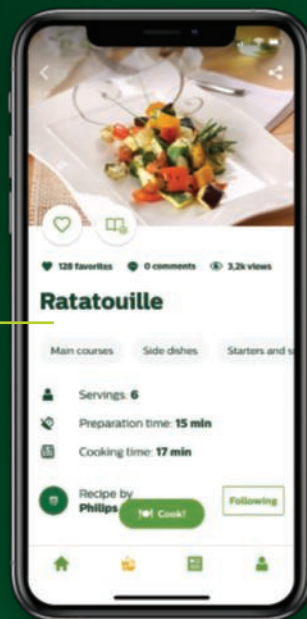 128 favorites 0 comments 3,2k views
Ratatouille
Main courses Side dishes Starters and s
Servings: 6
Preparation time: 15 min
Cooking time: 17 min
Recipe by
Philips
Cook!
Following